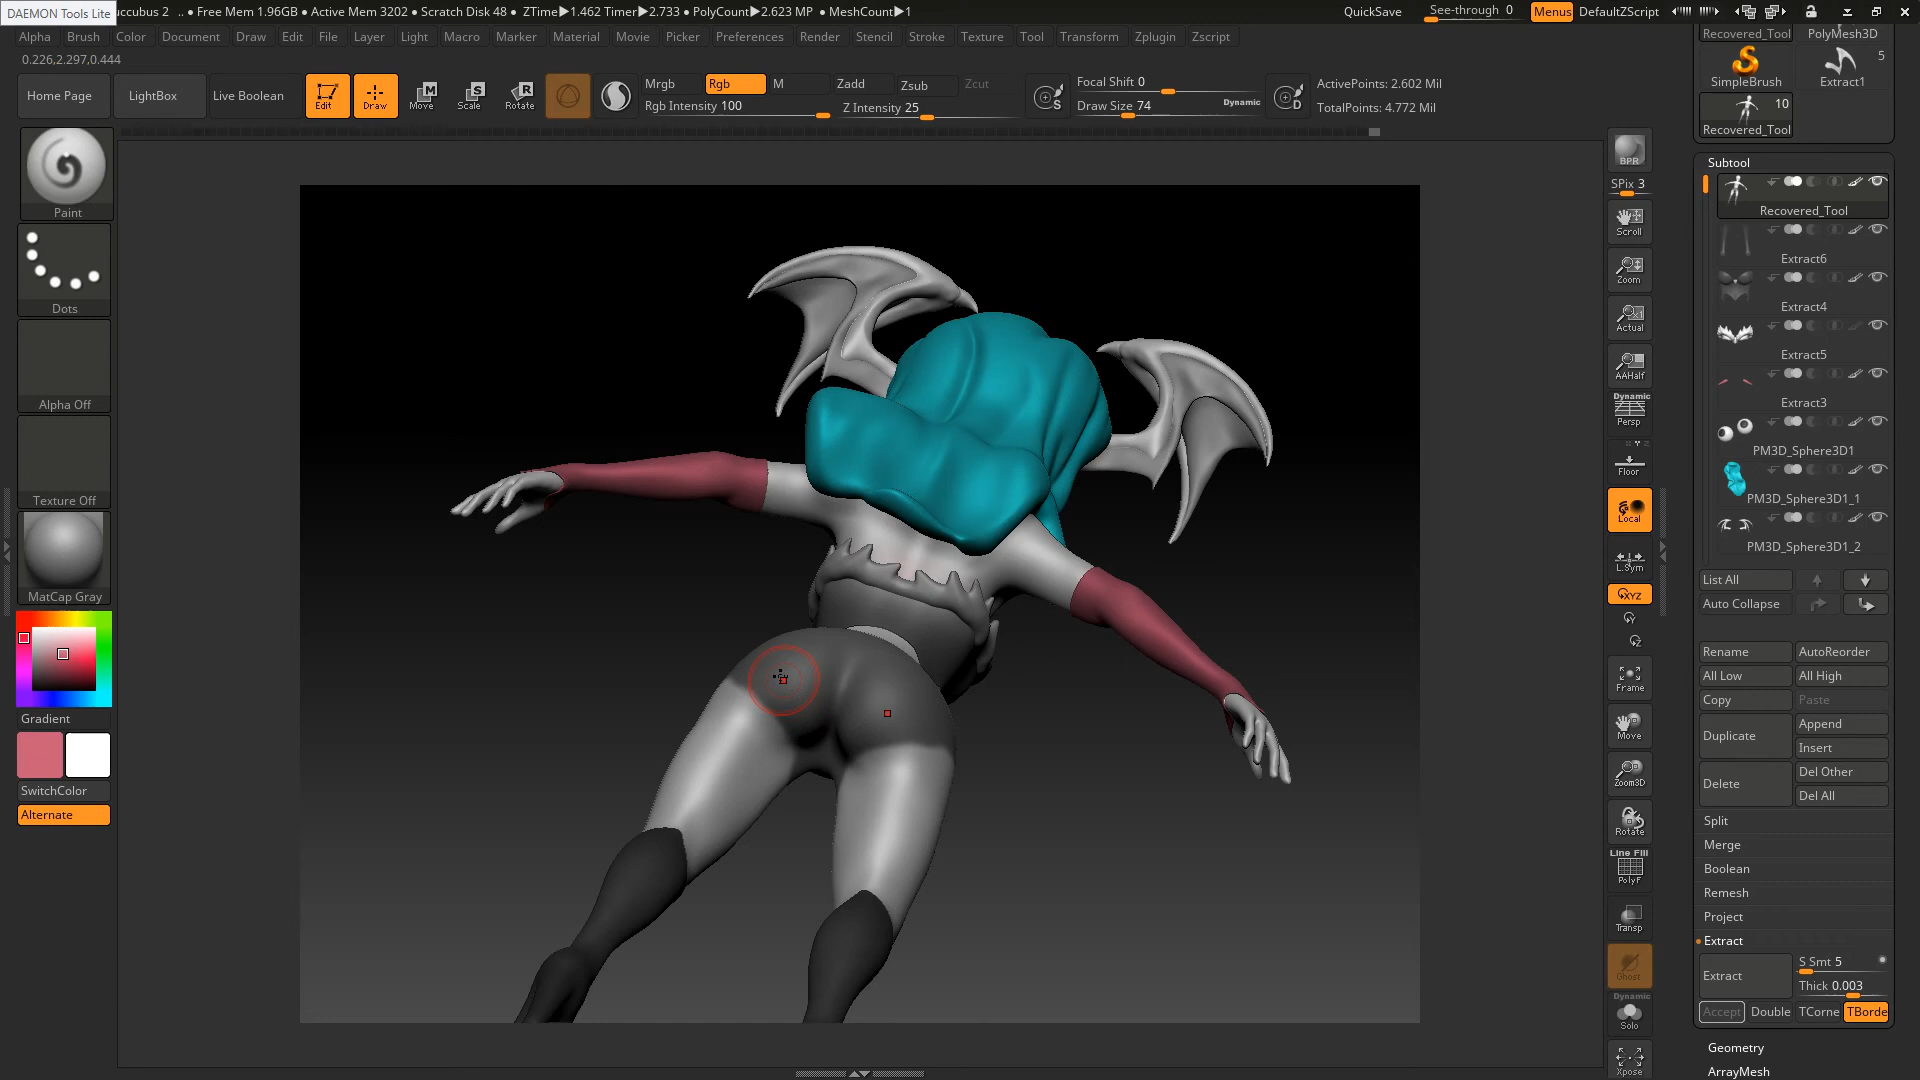 DAEMON Tools Lite
uccubus 2 .. • Free Mem 1.96GB • Active Mem 3202 • Scratch Disk 48 • ZTime▶1.462 Timer▶2.733 • PolyCount▶2.623 MP • MeshCount▶1
QuickSave
See-through 0
Menus
DefaultZScript
Alpha Brush Color Document Draw Edit File Layer Light Macro Marker Material Movie Picker Preferences Render Stencil Stroke Texture Tool Transform Zplugin Zscript
0.226,2.297,0.444
Home Page
LightBox
Live Boolean
Edit
Draw
Move
Scale
Rotate
Mrgb
Rgb
M
Rgb Intensity 100
Zadd
Zsub
Zcut
Z Intensity 25
Focal Shift 0
Draw Size 74
Dynamic
ActivePoints: 2.602 Mil
TotalPoints: 4.772 Mil
Paint
Dots
Alpha Off
Texture Off
MatCap Gray
Gradient
SwitchColor
Alternate
BPR
SPix 3
Scroll
Zoom
Actual
AAHalf
Dynamic
Persp
Floor
Local
L.Sym
XYZ
Y
Z
Frame
Move
Zoom3D
Rotate
Line Fill
PolyF
Transp
Ghost
Dynamic
Solo
Xpose
Recovered_Tool
PolyMesh3D
SimpleBrush
5
Extract1
10
Recovered_Tool
Subtool
Recovered_Tool
Extract6
Extract4
Extract5
Extract3
PM3D_Sphere3D1
PM3D_Sphere3D1_1
PM3D_Sphere3D1_2
List All
Auto Collapse
Rename
AutoReorder
All Low
All High
Copy
Paste
Duplicate
Append
Insert
Delete
Del Other
Del All
Split
Merge
Boolean
Remesh
Project
Extract
Extract
S Smt 5
Thick 0.003
Accept
Double
TCorne
TBorde
Geometry
ArrayMesh